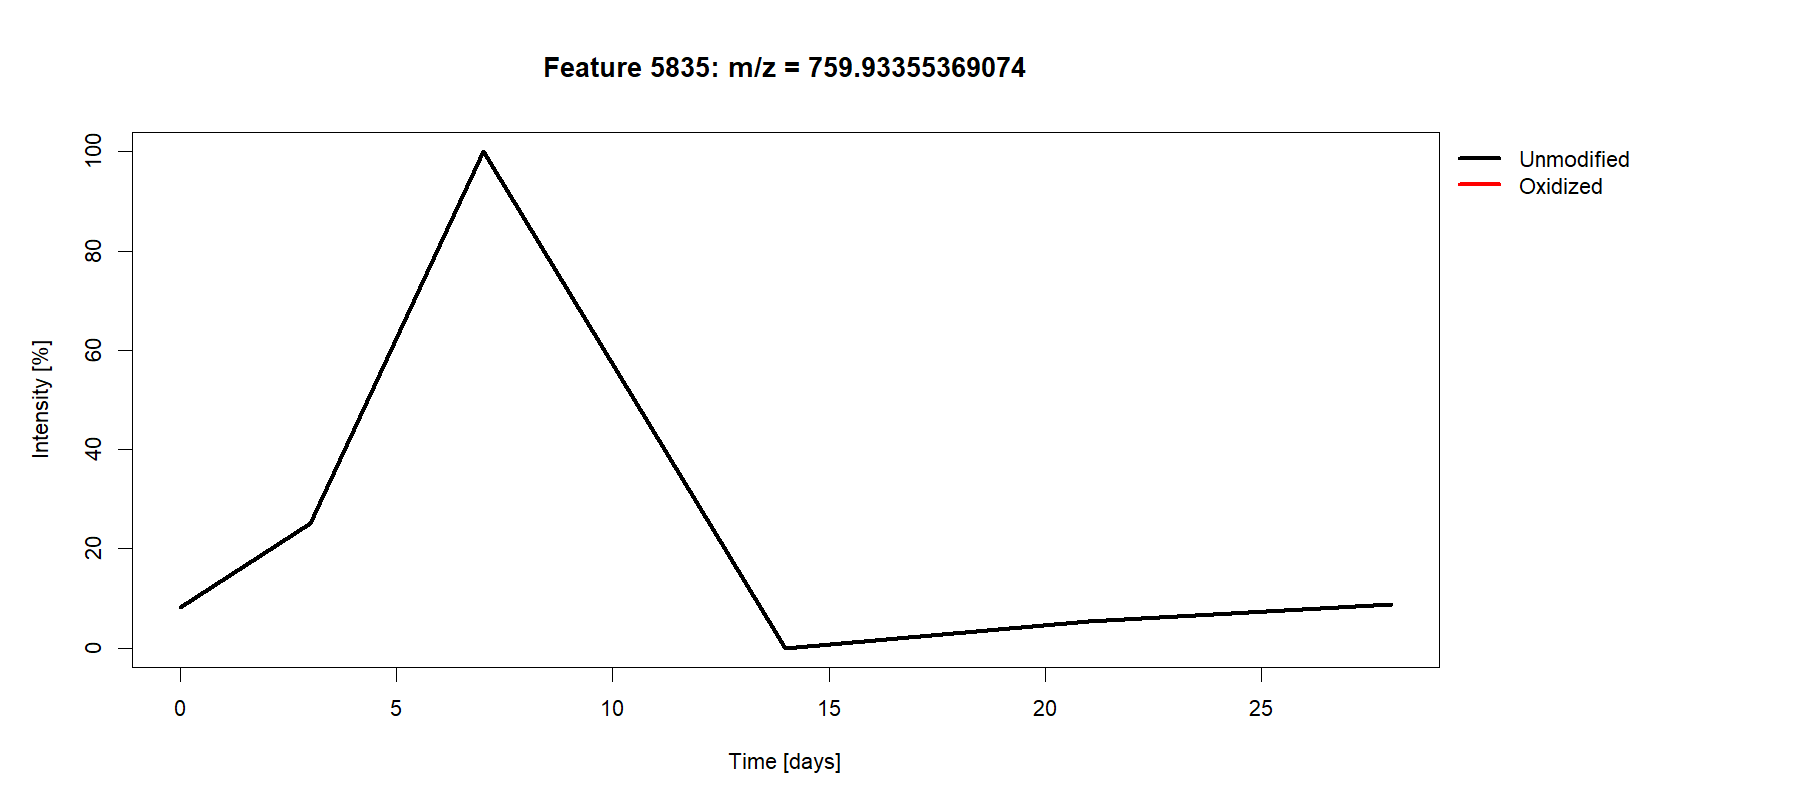 Feature 5835: m/z = 759.93355369074
Unmodified
Oxidized
Intensity [%]
100
80
60
40
20
0
0 5 10 15 20 25
Time [days]